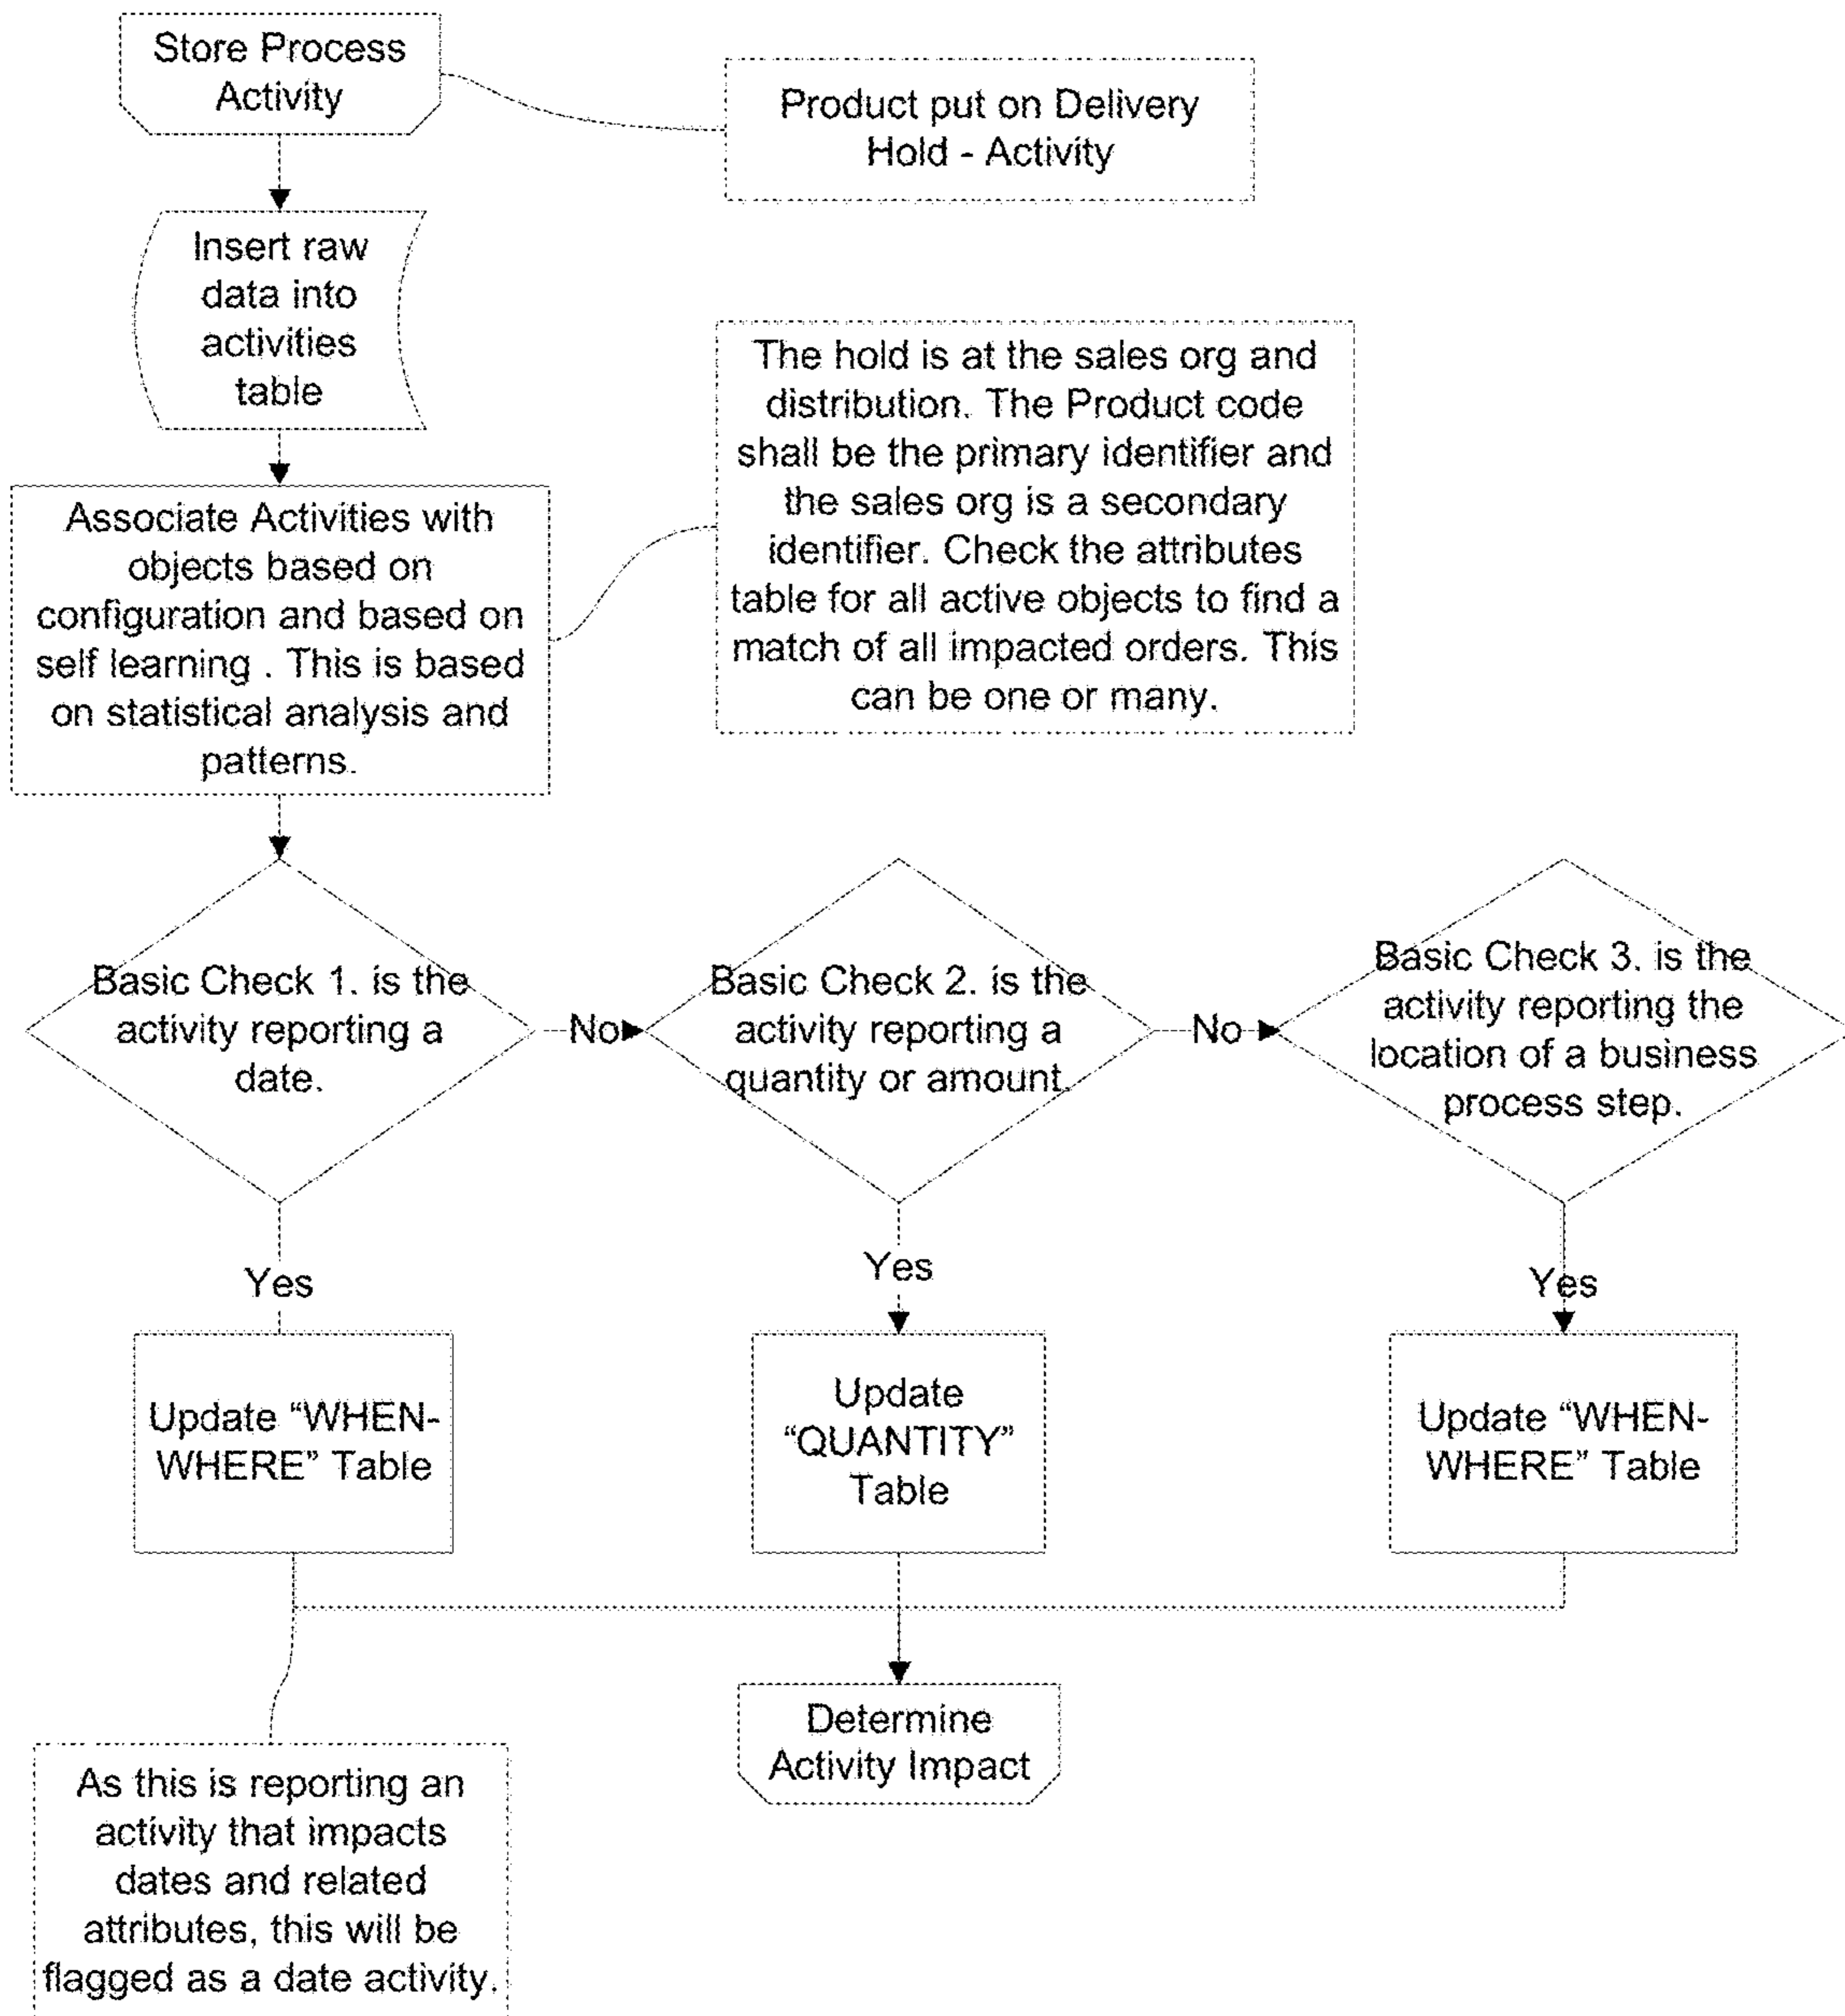 Store Process
Activity
Product put on Delivery
Hold - Activity
Insert raw
data into
activities
table
The hold is at the sales org and
distribution. The Product code
shall be the primary identifier and
the sales org is a secondary
identifier. Check the attributes
table for all active objects to find a
match of all impacted orders. This
can be one or many.
Associate Activities with
objects based on
configuration and based on
self learning . This is based
on statistical analysis and
patterns.
Basic Check 1. is the
activity reporting a
date.
No
Basic Check 2. is the
activity reporting a
quantity or amount.
No
Basic Check 3. is the
activity reporting the
location of a business
process step.
Yes
Yes
Yes
Update “WHEN-
WHERE” Table
Update
“QUANTITY”
Table
Update “WHEN-
WHERE” Table
Determine
Activity Impact
As this is reporting an
activity that impacts
dates and related
attributes, this will be
flagged as a date activity.